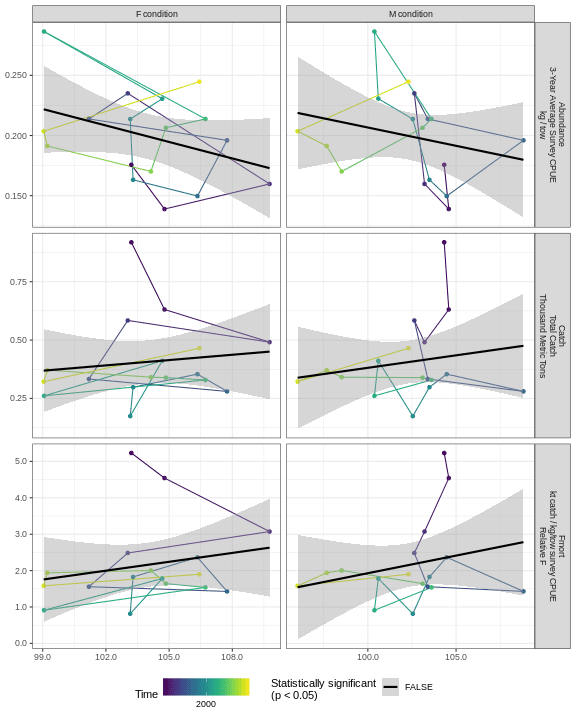 F condition
M condition
0.250
0.200
0.150
Abundance
3-Year Average Survey CPUE
kg / tow
0.75
0.50
0.25
Catch
Total Catch
Thousand Metric Tons
5.0
4.0
3.0
2.0
1.0
0.0
Fmort
kt catch / kg/tow survey CPUE
Relative F
99.0
102.0
105.0
108.0
100.0
105.0
Time
2000
Statistically significant
(p < 0.05)
FALSE